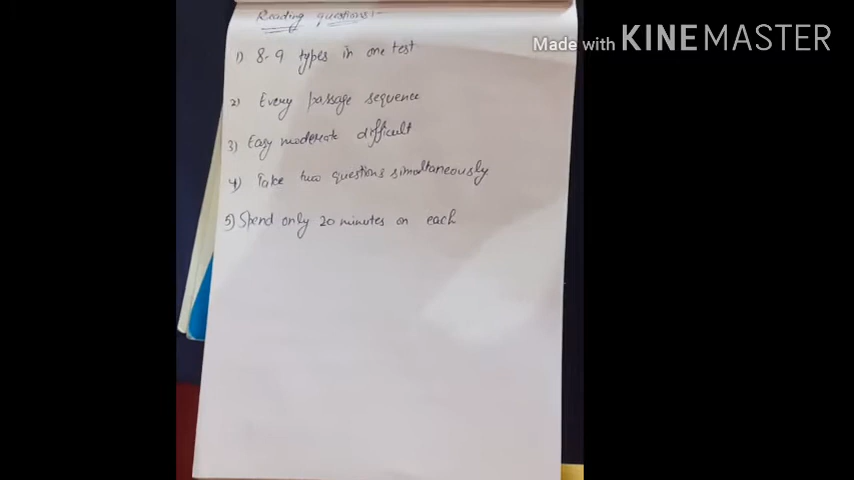 Reading questions:-
Made with KINEMASTER
1) 8-9 types in one test
2) Every passage sequence
3) Easy moderate difficult
4) Take two questions simultaneously
5) Spend only 20 minutes on each